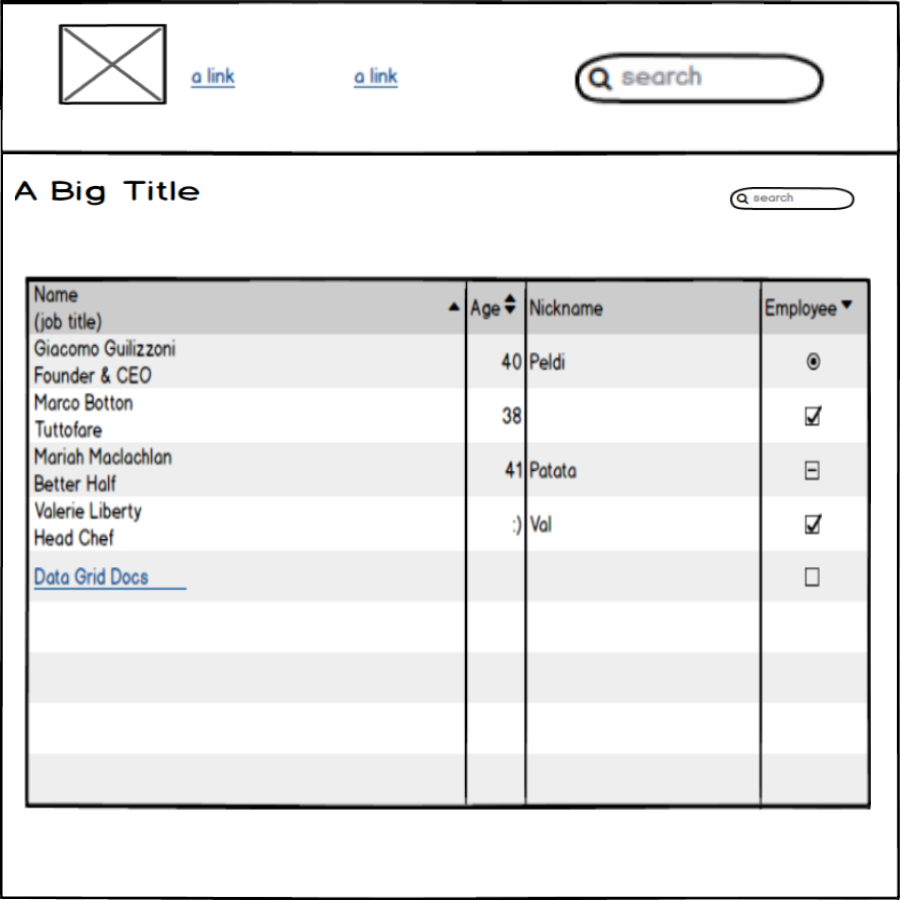 a link
a link
search
A Big Title
search
Name
(job title)
Age
Nickname
Employee
Giacomo Guilizzoni
Founder & CEO
40
Peldi
Marco Botton
Tuttofare
38
Mariah Maclachlan
Better Half
41
Patata
Valerie Liberty
Head Chef
:)
Val
Data Grid Docs